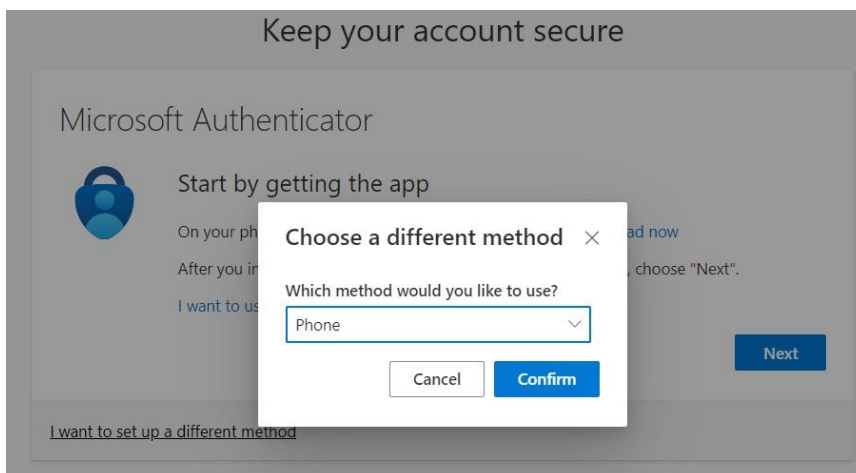 Keep your account secure
Microsoft Authenticator
Start by getting the app
On your ph
ad now
After you in
, choose "Next".
I want to us
Choose a different method
Which method would you like to use?
Phone
Cancel
Confirm
Next
I want to set up a different method